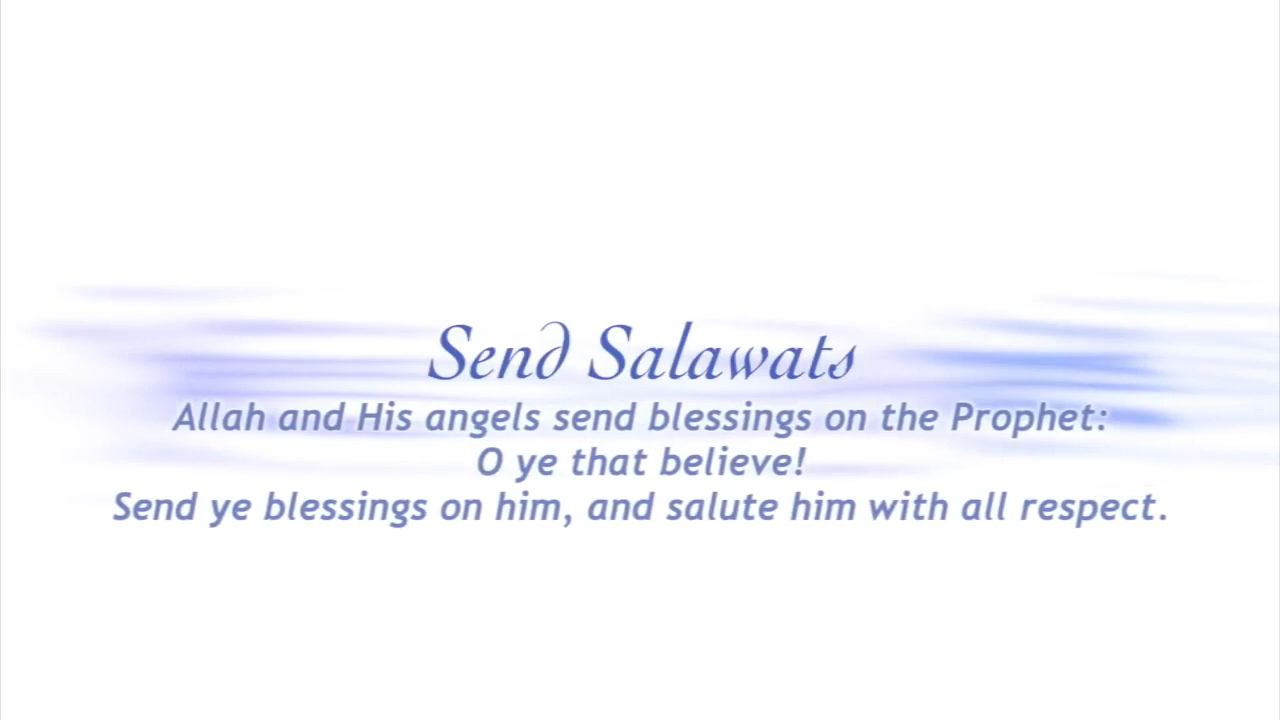 Send Salawats
Allah and His angels send blessings on the Prophet:
O ye that believe!
Send ye blessings on him, and salute him with all respect.